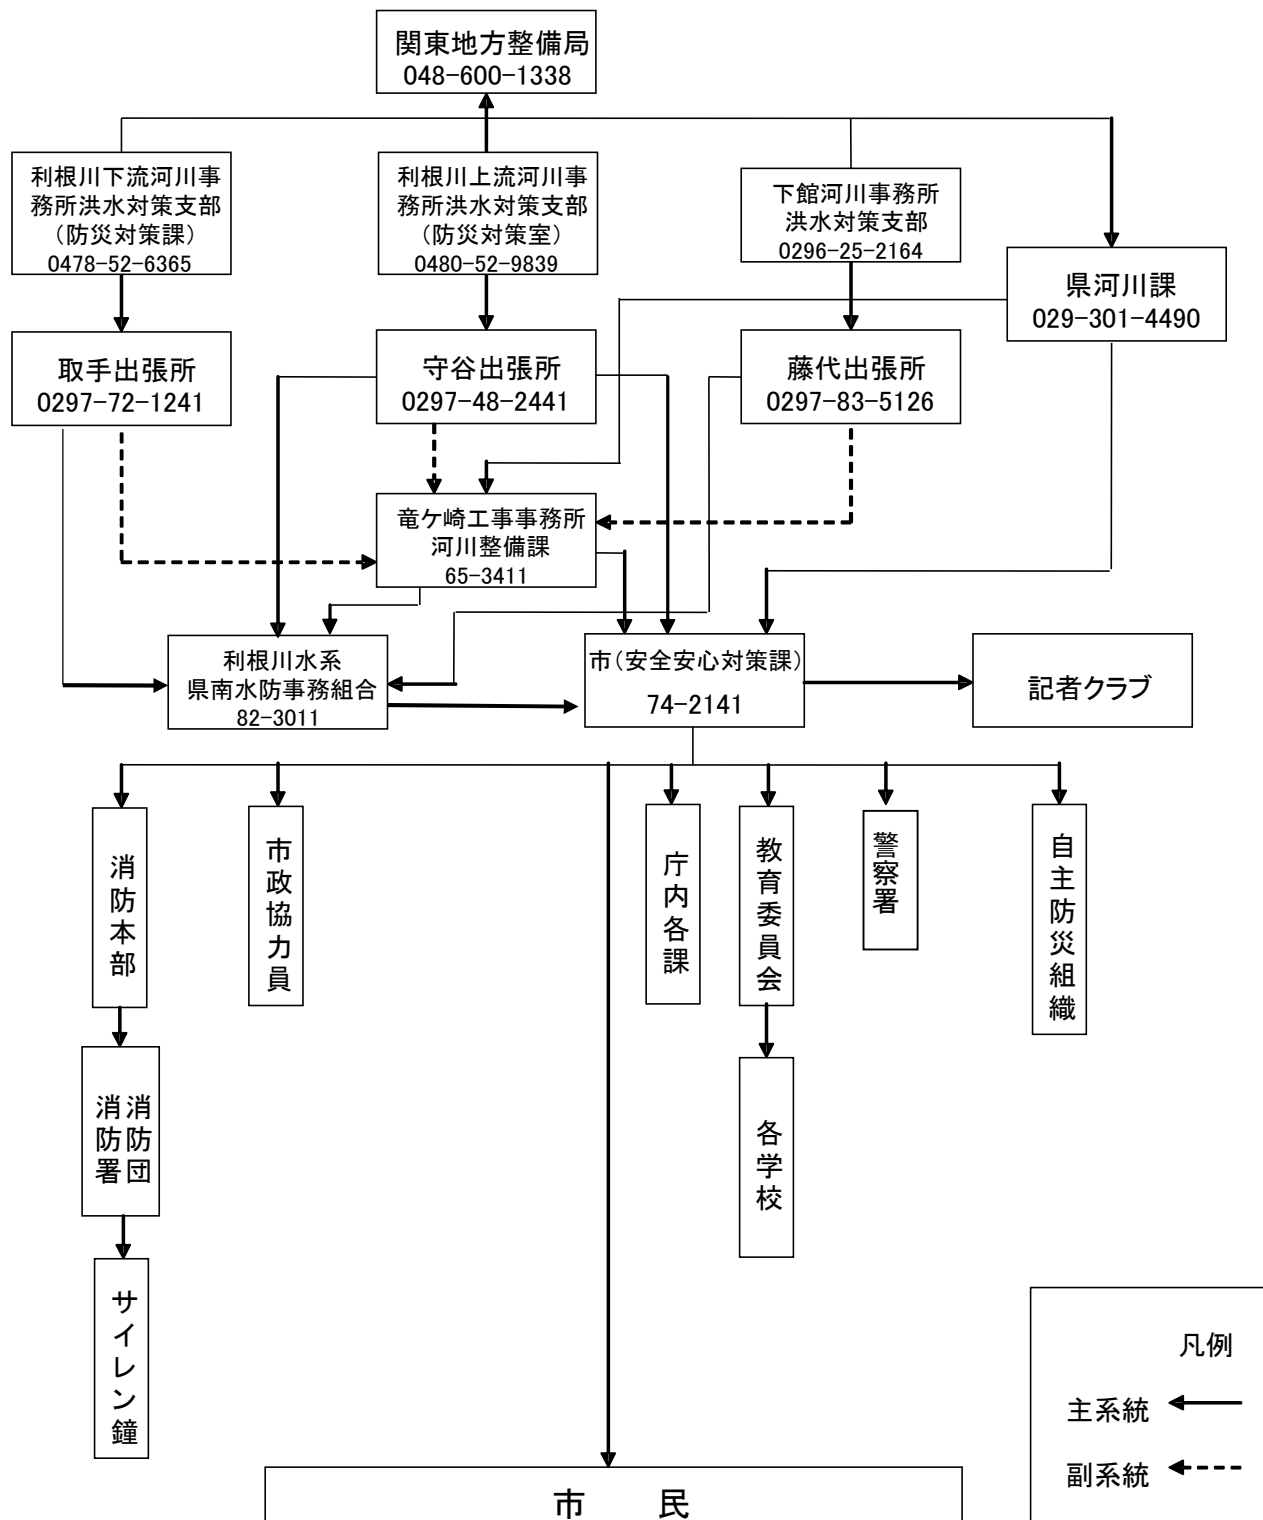 関東地方整備局
048-600-1338
利根川下流河川事
務所洪水対策支部
(防災対策課)
0478-52-6365
利根川上流河川事
務所洪水対策支部
(防災対策室)
0480-52-9839
下館河川事務所
洪水対策支部
0296-25-2164
県河川課
029-301-4490
取手出張所
0297-72-1241
守谷出張所
0297-48-2441
藤代出張所
0297-83-5126
竜ケ崎工事事務所
河川整備課
65-3411
利根川水系
県南水防事務組合
82-3011
市(安全安心対策課)
74-2141
記者クラブ
消防本部
市政協力員
庁内各課
教育委員会
警察署
自主防災組織
消防団
消防署
各学校
サイレン鐘
凡例
主系統
副系統
市　　民